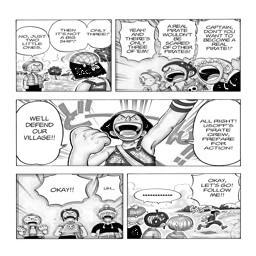 CAPTAIN,
DON'T YOU
WANT TO
BECOME A
REAL
PIRATE!?
A REAL
PIRATE
WOULDN'T
BE
SCARED
OF OTHER
PIRATES!
YEAH!
AND
THERE'S
ONLY
THREE
OF 'EM!
ONLY
THREE?
THEN
IT'S NOT
A BIG
SHIP?
NO, JUST
TWO
LITTLE
ONES.
ALL RIGHT!
USOPP'S
PIRATE
CREW,
PREPARE
FOR
ACTION!
WE'LL
DEFEND
OUR
VILLAGE!!
OKAY,
LET'S GO!
FOLLOW
ME!!
UH...
OKAY!!